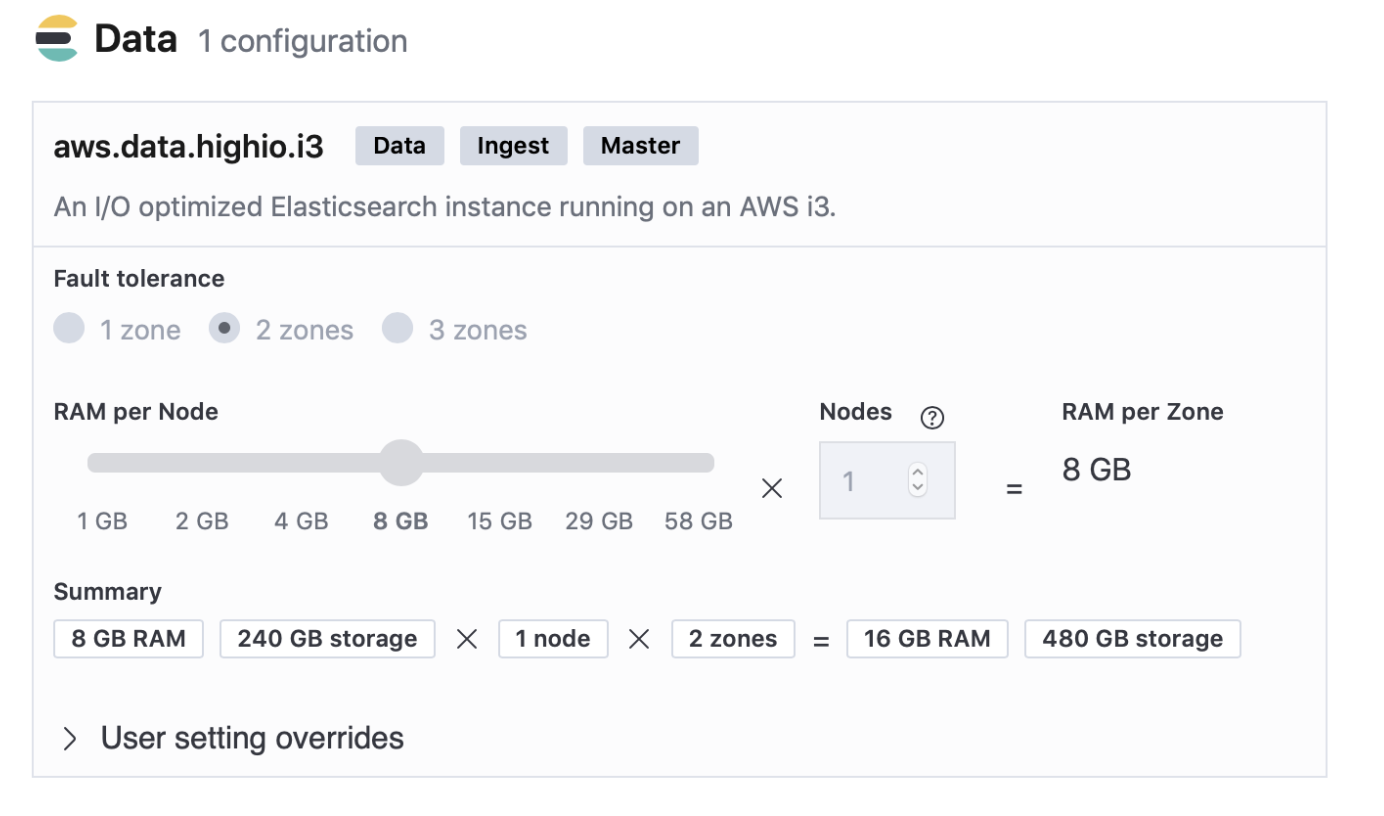 Data 1 configuration
aws.data.highio.i3 Data Ingest Master
An I/O optimized Elasticsearch instance running on an AWS i3.
Fault tolerance
1 zone 2 zones 3 zones
RAM per Node Nodes ? RAM per Zone
1 GB 2 GB 4 GB 8 GB 15 GB 29 GB 58 GB × 1 = 8 GB
Summary
8 GB RAM 240 GB storage × 1 node × 2 zones = 16 GB RAM 480 GB storage
User setting overrides